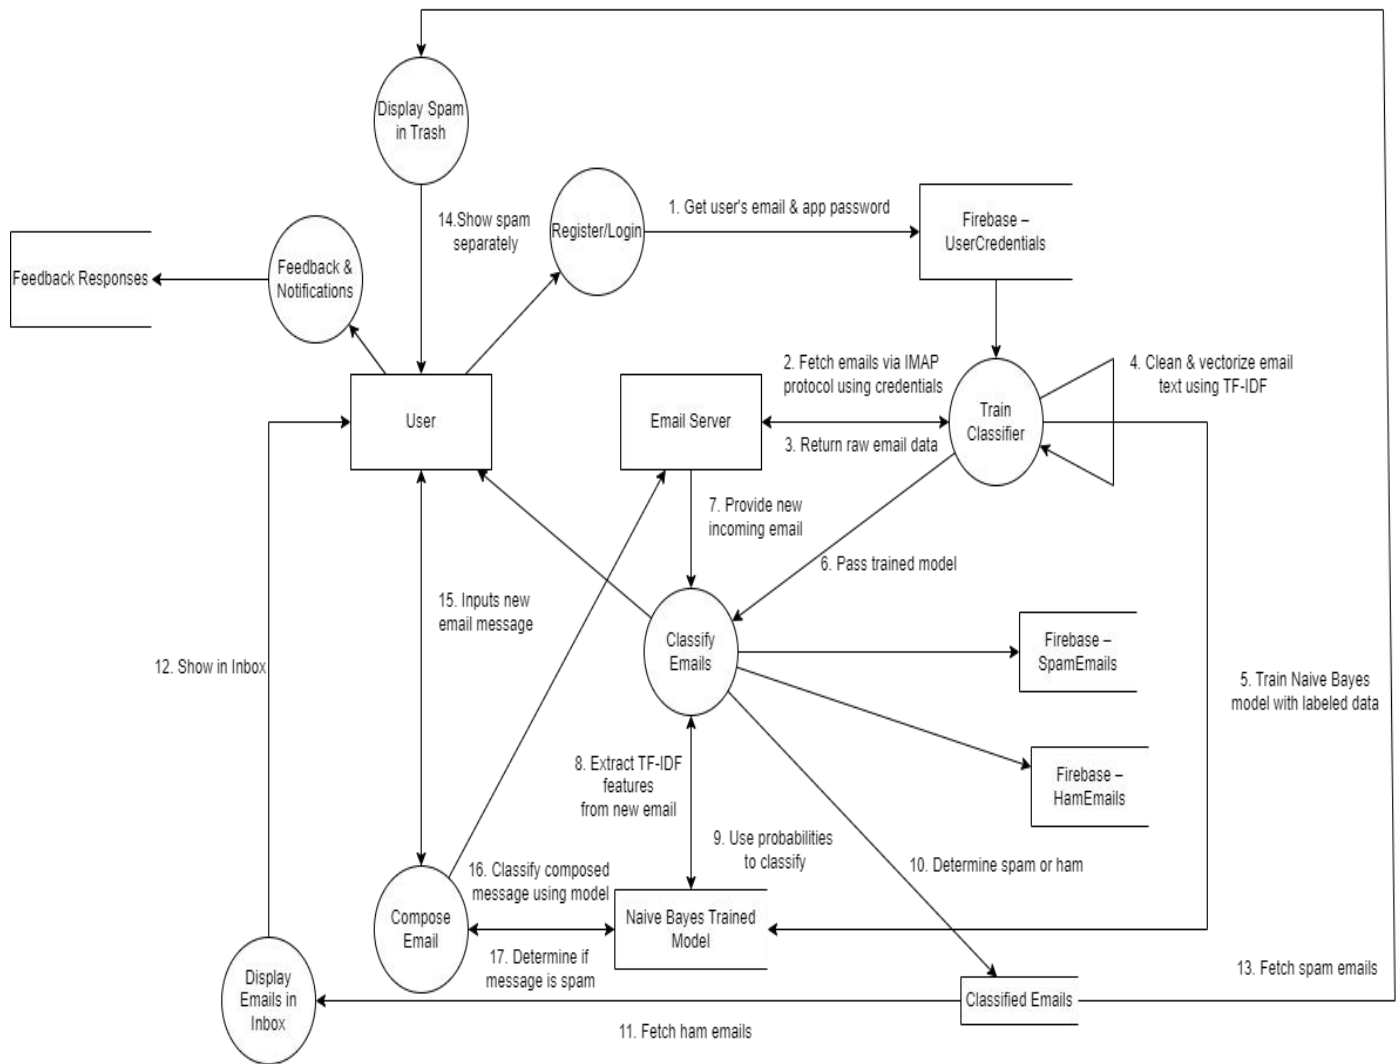 Display Spam
in Trash
14.Show spam
separately
Register/Login
1. Get user's email & app password
Firebase –
UserCredentials
Feedback Responses
Feedback &
Notifications
User
Email Server
2. Fetch emails via IMAP
protocol using credentials
3. Return raw email data
Train
Classifier
4. Clean & vectorize email
text using TF-IDF
7. Provide new
incoming email
6. Pass trained model
15. Inputs new
email message
Classify
Emails
Firebase –
SpamEmails
12. Show in Inbox
5. Train Naive Bayes
model with labeled data
8. Extract TF-IDF
features
from new email
Firebase –
HamEmails
9. Use probabilities
to classify
10. Determine spam or ham
16. Classify composed
message using model
Compose
Email
Naive Bayes Trained
Model
17. Determine if
message is spam
13. Fetch spam emails
Display
Emails in
Inbox
Classified Emails
11. Fetch ham emails